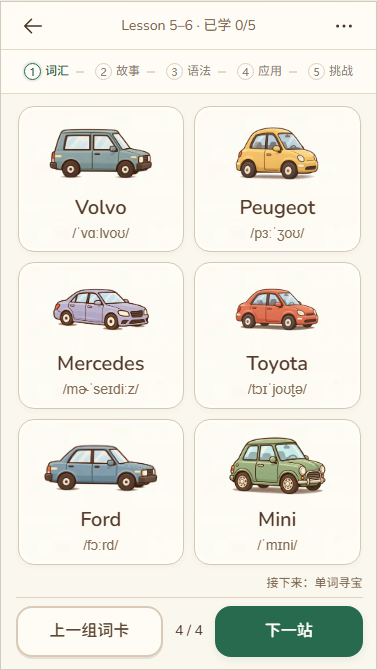 Lesson 5–6 · 已学 0/5
1 词汇 – 2 故事 – 3 语法 – 4 应用 – 5 挑战
Volvo Peugeot
/ˈvɑːlvoʊ/ /pɜːˈʒoʊ/
Mercedes Toyota
/mɚˈseɪdiːz/ /tɔɪˈjoʊt̬ə/
Ford Mini
/fɔːrd/ /ˈmɪni/
接下来：单词寻宝
上一组词卡 4 / 4 下一站